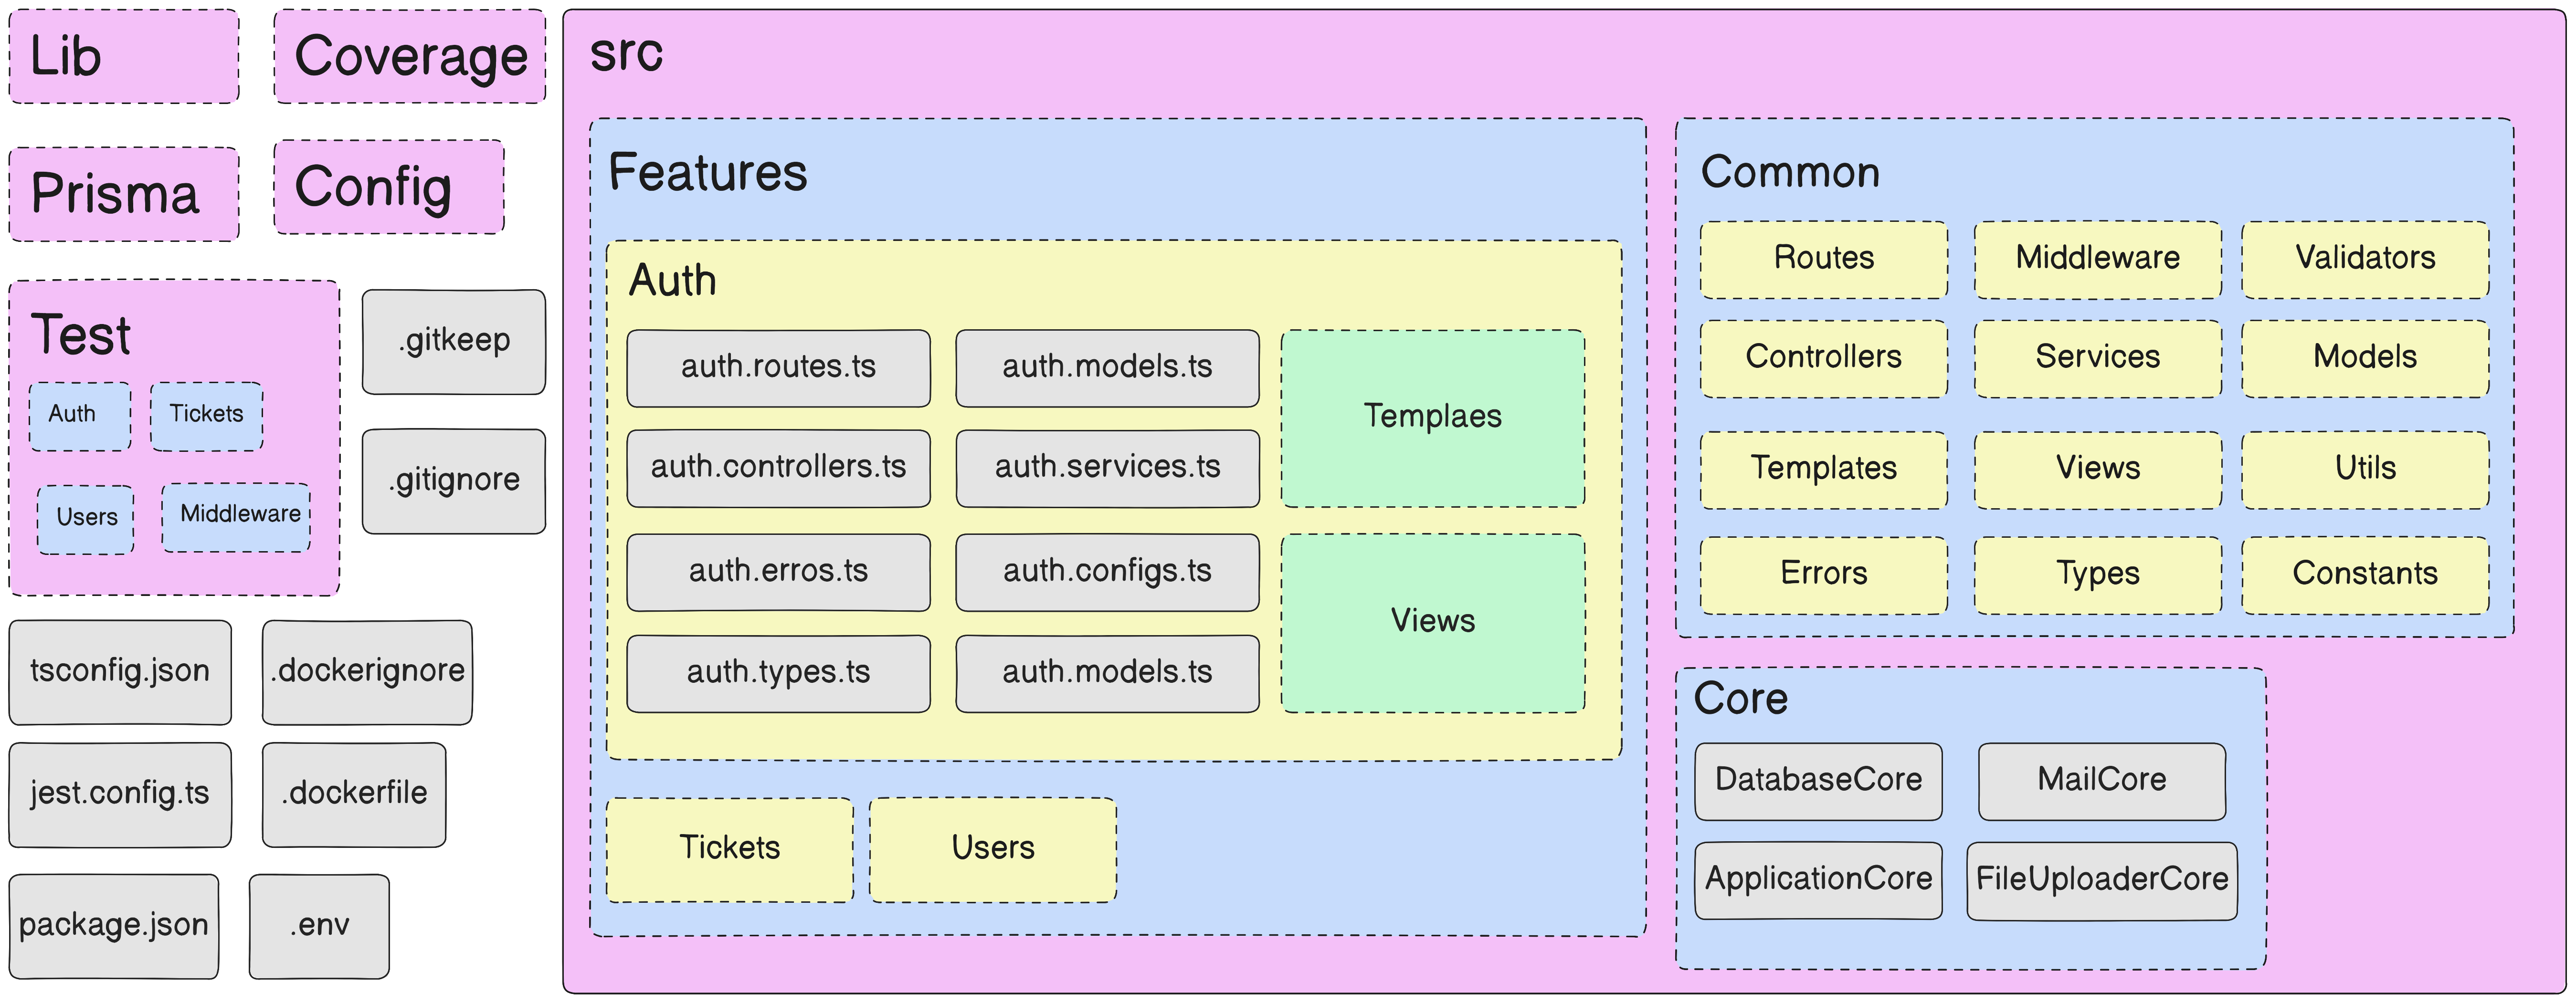 Lib
Coverage
Prisma
Config
Test
Auth
Tickets
Users
Middleware
.gitkeep
.gitignore
tsconfig.json
.dockerignore
jest.config.ts
.dockerfile
package.json
.env
src
Features
Auth
auth.routes.ts
auth.models.ts
Templaes
auth.controllers.ts
auth.services.ts
auth.erros.ts
auth.configs.ts
Views
auth.types.ts
auth.models.ts
Tickets
Users
Common
Routes
Middleware
Validators
Controllers
Services
Models
Templates
Views
Utils
Errors
Types
Constants
Core
DatabaseCore
MailCore
ApplicationCore
FileUploaderCore